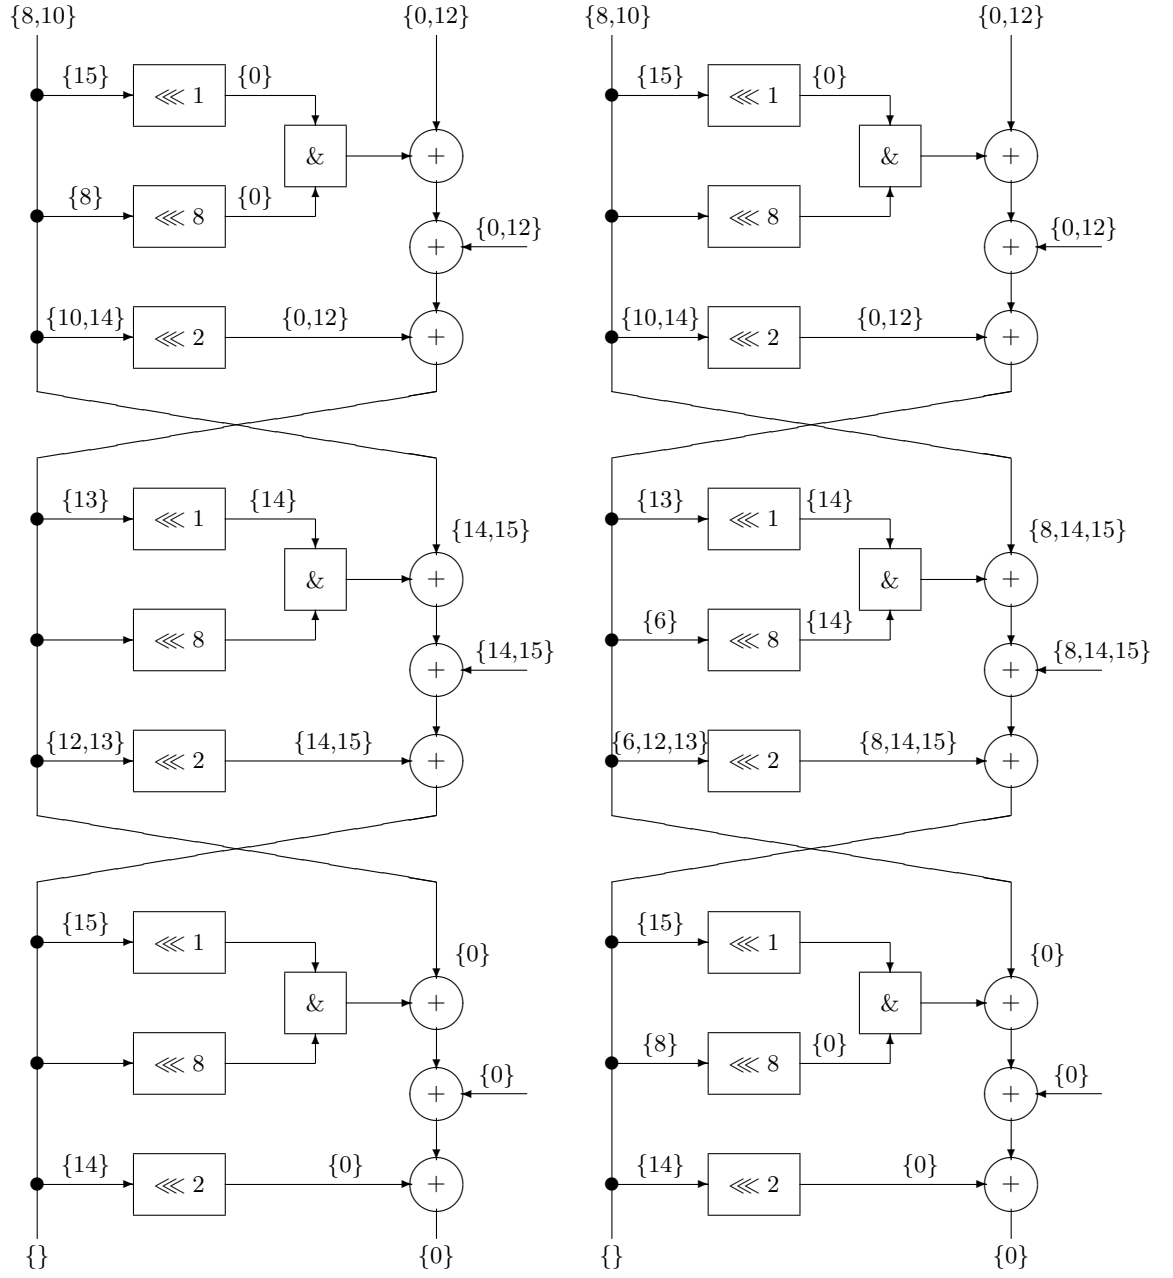 {8,10} {0,12} {8,10} {0,12}
{15} ⋘ 1 {0} {15} ⋘ 1 {0}
& + & +
{8} ⋘ 8 {0} ⋘ 8
+ {0,12} + {0,12}
{10,14} ⋘ 2 {0,12} + {10,14} ⋘ 2 {0,12} +
{13} ⋘ 1 {14} {14,15} {13} ⋘ 1 {14} {8,14,15}
& + & +
⋘ 8 {6} ⋘ 8 {14}
+ {14,15} + {8,14,15}
{12,13} ⋘ 2 {14,15} + {6,12,13} ⋘ 2 {8,14,15} +
{15} ⋘ 1 {0} {15} ⋘ 1 {0}
& + & +
⋘ 8 {8} ⋘ 8 {0}
+ {0} + {0}
{14} ⋘ 2 {0} + {14} ⋘ 2 {0} +
{} {0} {} {0}